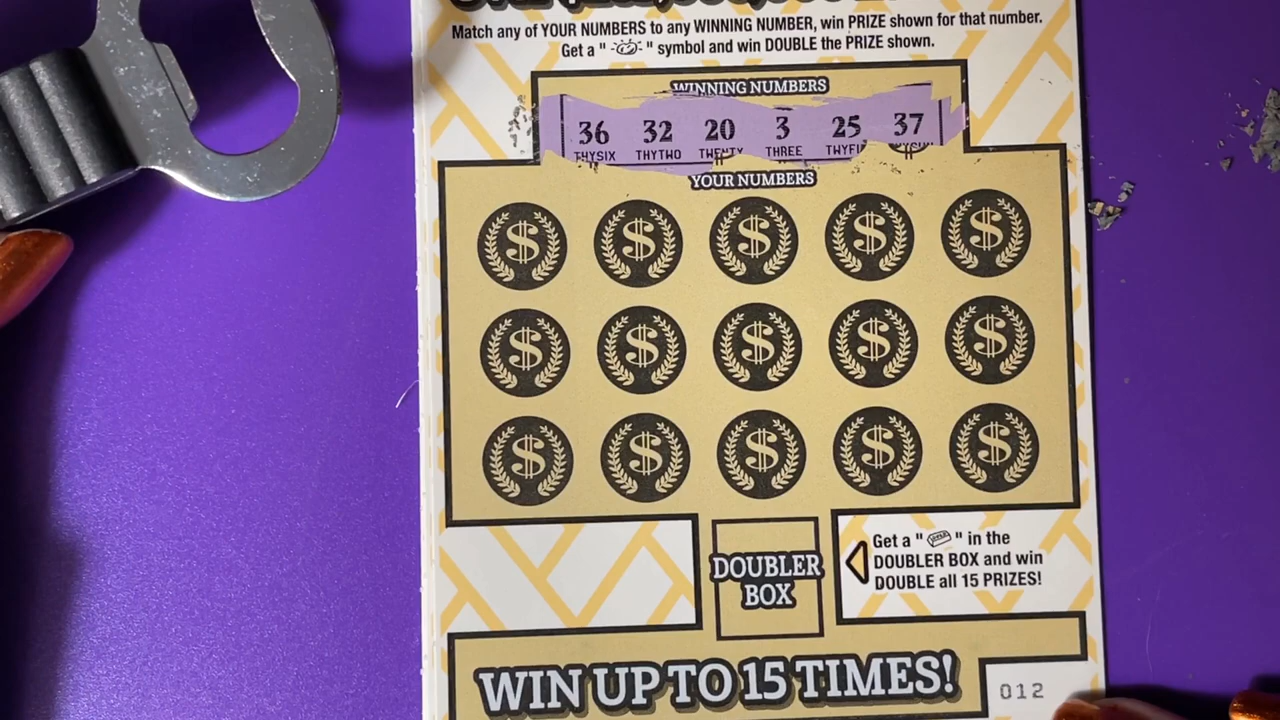 Match any of YOUR NUMBERS to any WINNING NUMBER, win PRIZE shown for that number.
Get a " " symbol and win DOUBLE the PRIZE shown.
WINNING NUMBERS
36 32 20 3 25 37
THYSIX THYTWO TWENTY THREE
YOUR NUMBERS
$ $ $ $ $
$ $ $ $ $
$ $ $ $ $
DOUBLER
BOX
Get a " " in the
DOUBLER BOX and win
DOUBLE all 15 PRIZES!
WIN UP TO 15 TIMES!
012